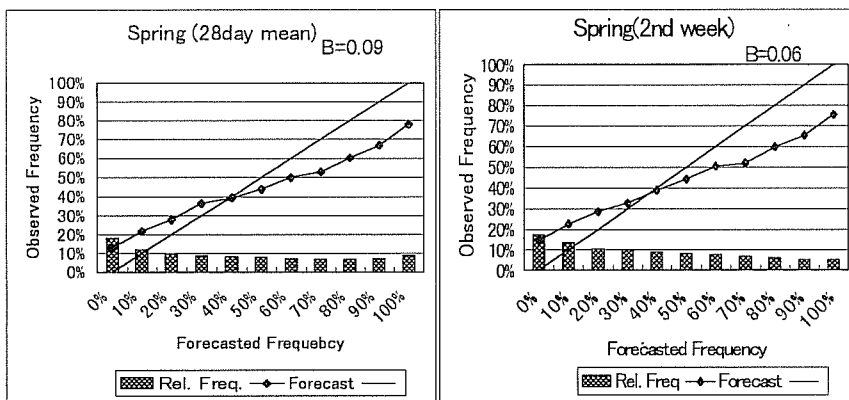 Spring (28day mean)
B=0.09
Observed Frequency
100%
90%
80%
70%
60%
50%
40%
30%
20%
10%
0%
0% 10% 20% 30% 40% 50% 60% 70% 80% 90% 100%
Forecasted Frequebcy
Rel. Freq. Forecast
Spring(2nd week)
B=0.06
Observed Frequency
100%
90%
80%
70%
60%
50%
40%
30%
20%
10%
0%
0% 10% 20% 30% 40% 50% 60% 70% 80% 90% 100%
Forecasted Frequency
Rel. Freq Forecast